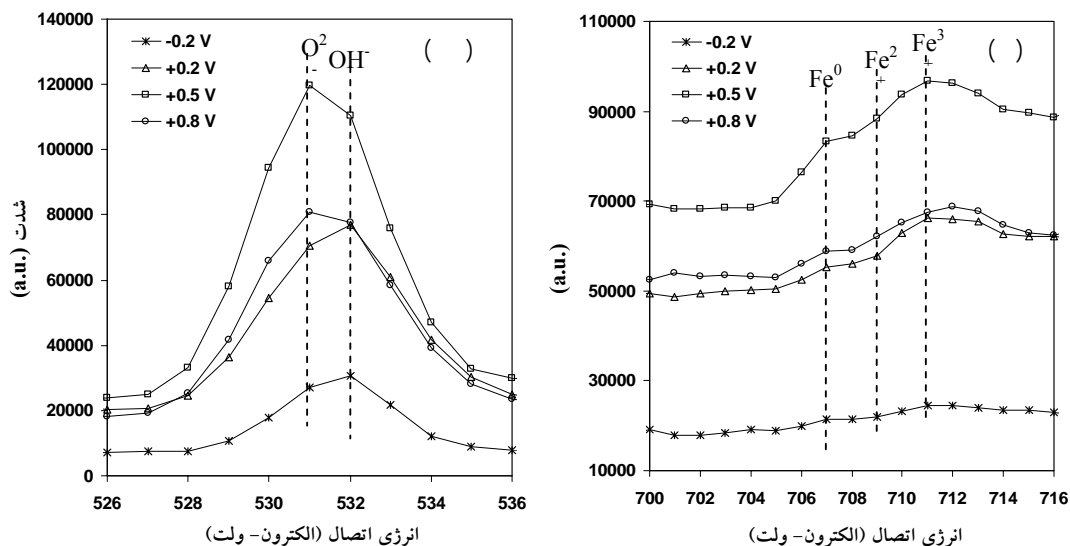 -0.2 V
+0.2 V
+0.5 V
+0.8 V
O2-
OH-
( )
140000
120000
100000
80000
60000
40000
20000
0
شدت (a.u.)
526 528 530 532 534 536
انرژی اتصال (الکترون- ولت)
-0.2 V
+0.2 V
+0.5 V
+0.8 V
Fe0
Fe2+
Fe3+
( )
110000
90000
70000
50000
30000
10000
(a.u.)
700 702 704 706 708 710 712 714 716
انرژی اتصال (الکترون- ولت)